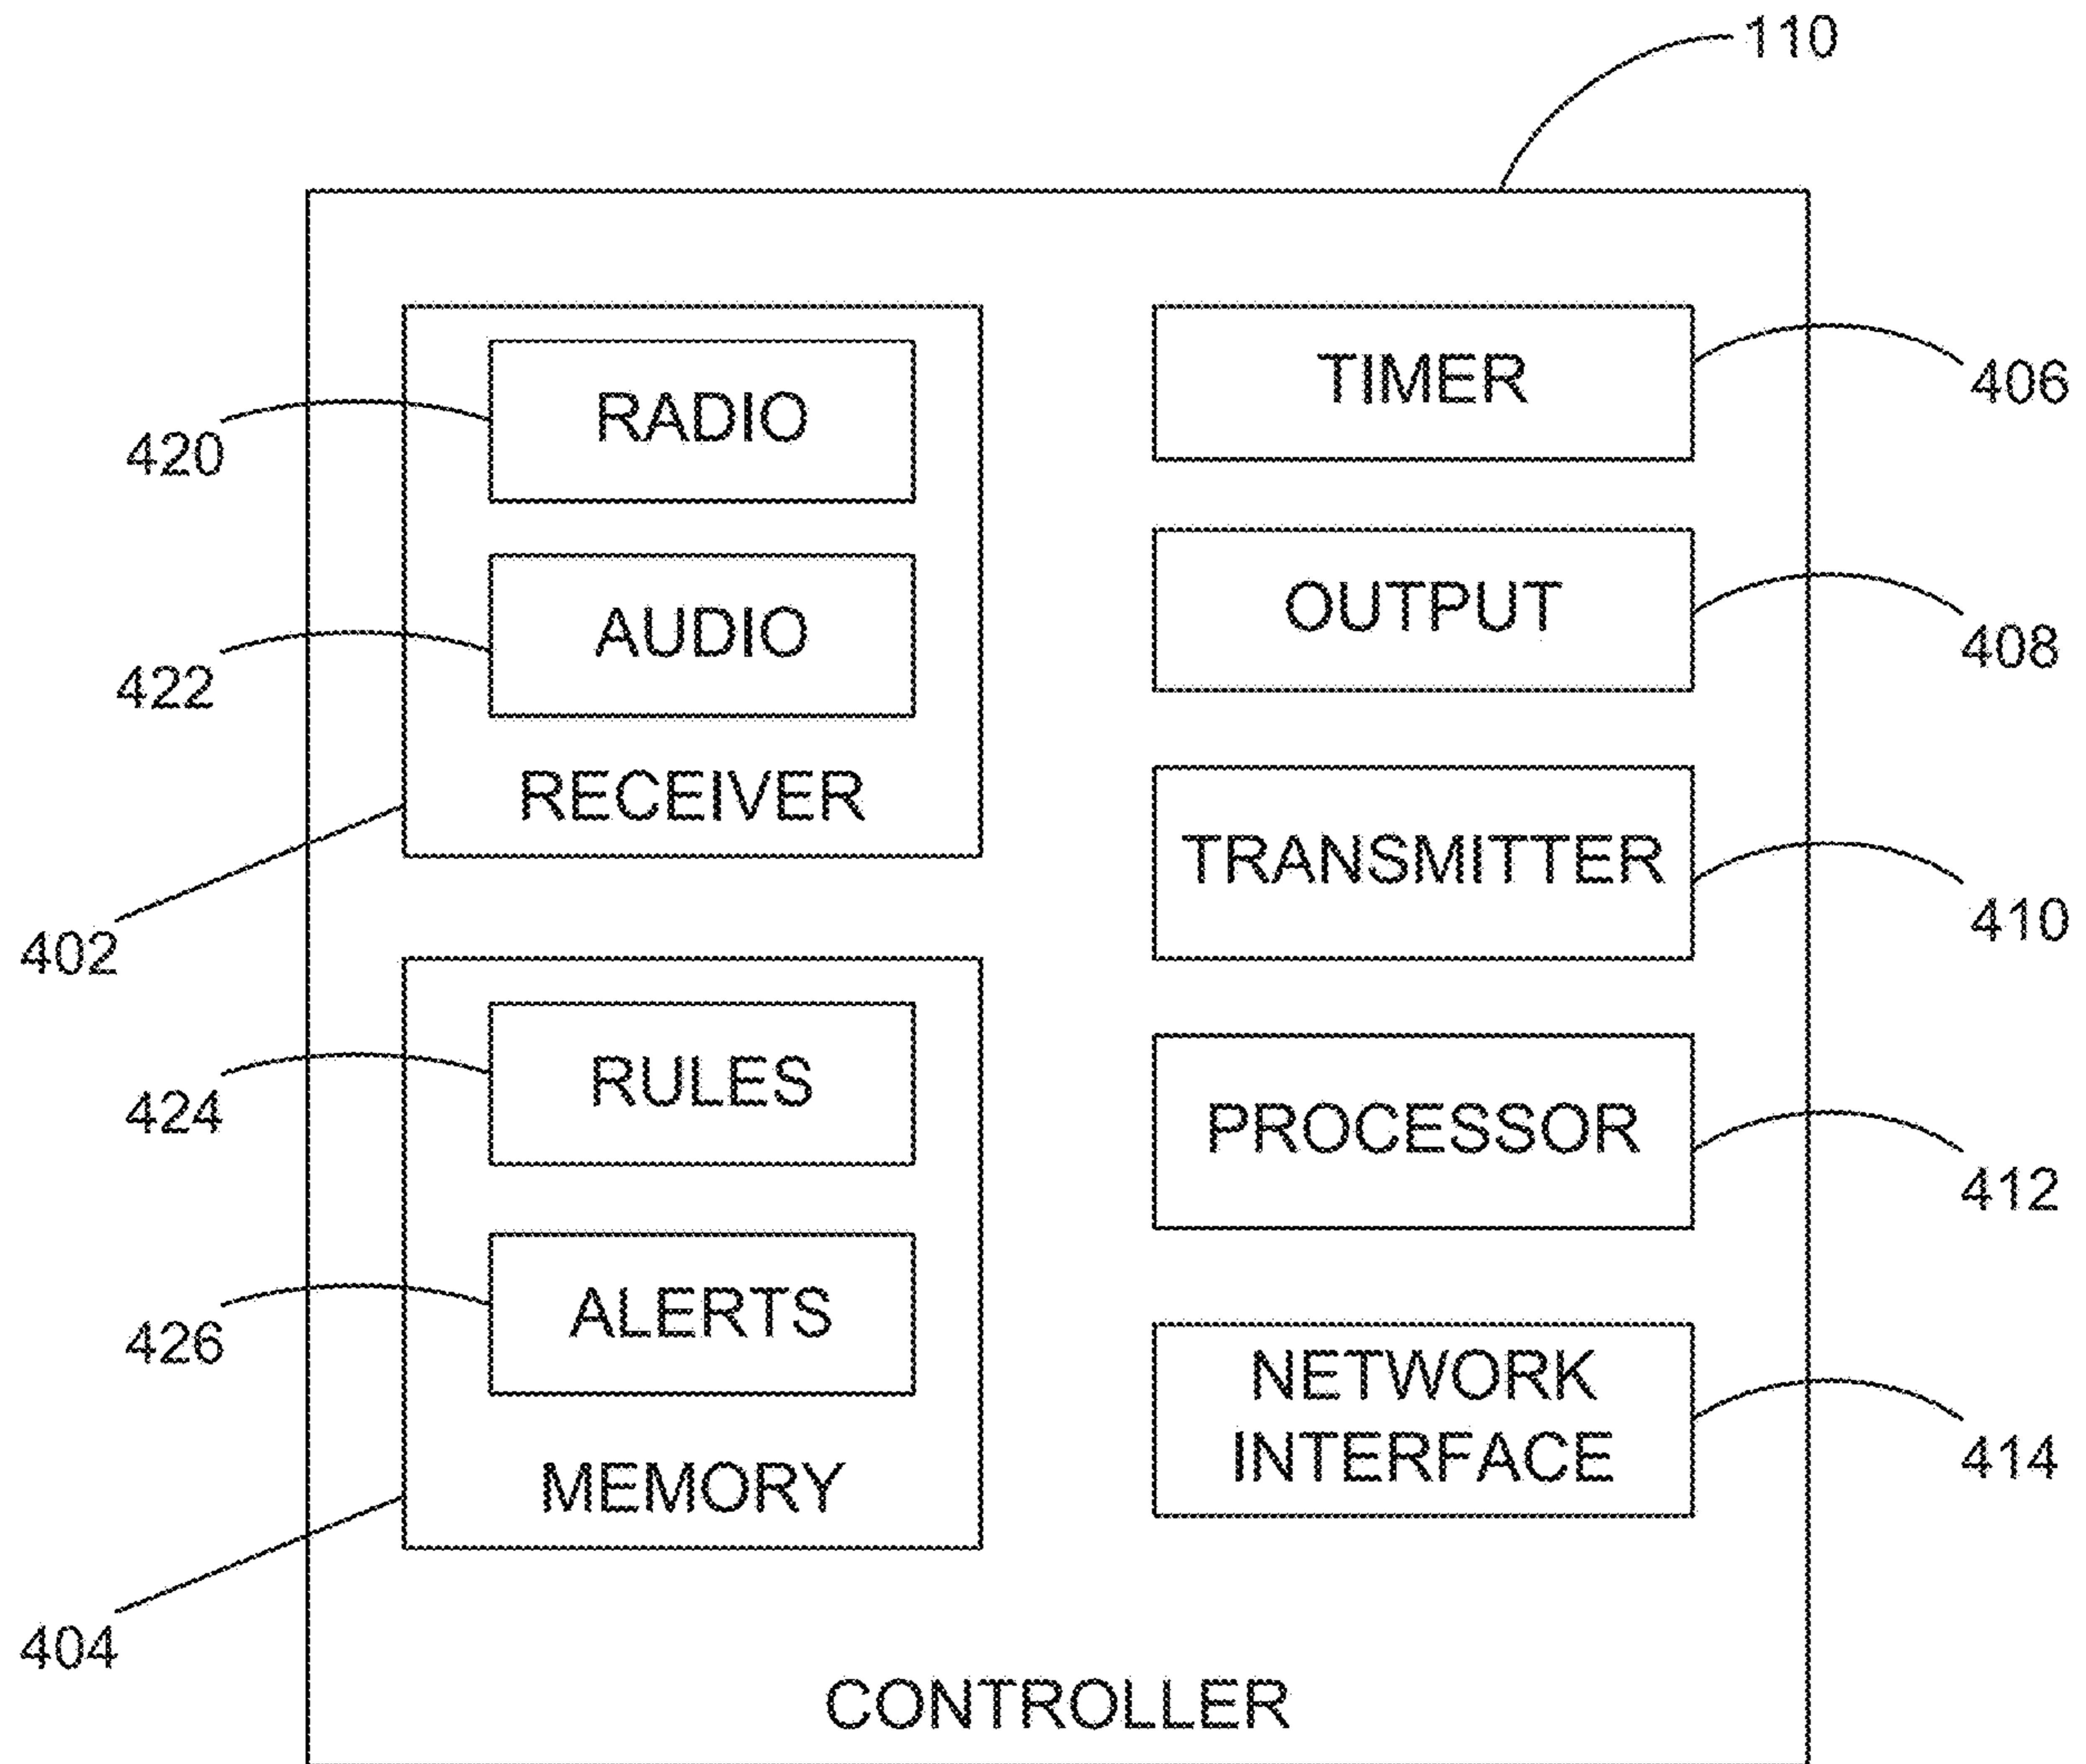 110
RADIO
420
AUDIO
422
RECEIVER
402
RULES
424
ALERTS
426
MEMORY
404
TIMER
406
OUTPUT
408
TRANSMITTER
410
PROCESSOR
412
NETWORK
INTERFACE
414
CONTROLLER